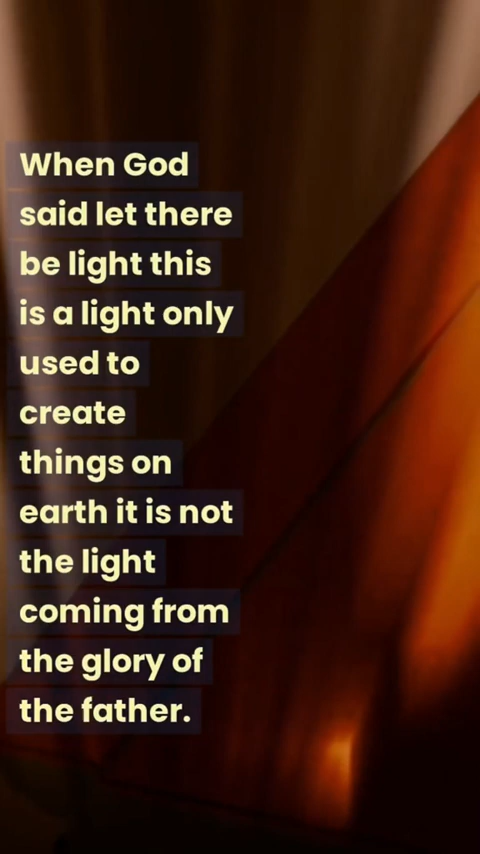 When God
said let there
be light this
is a light only
used to
create
things on
earth it is not
the light
coming from
the glory of
the father.